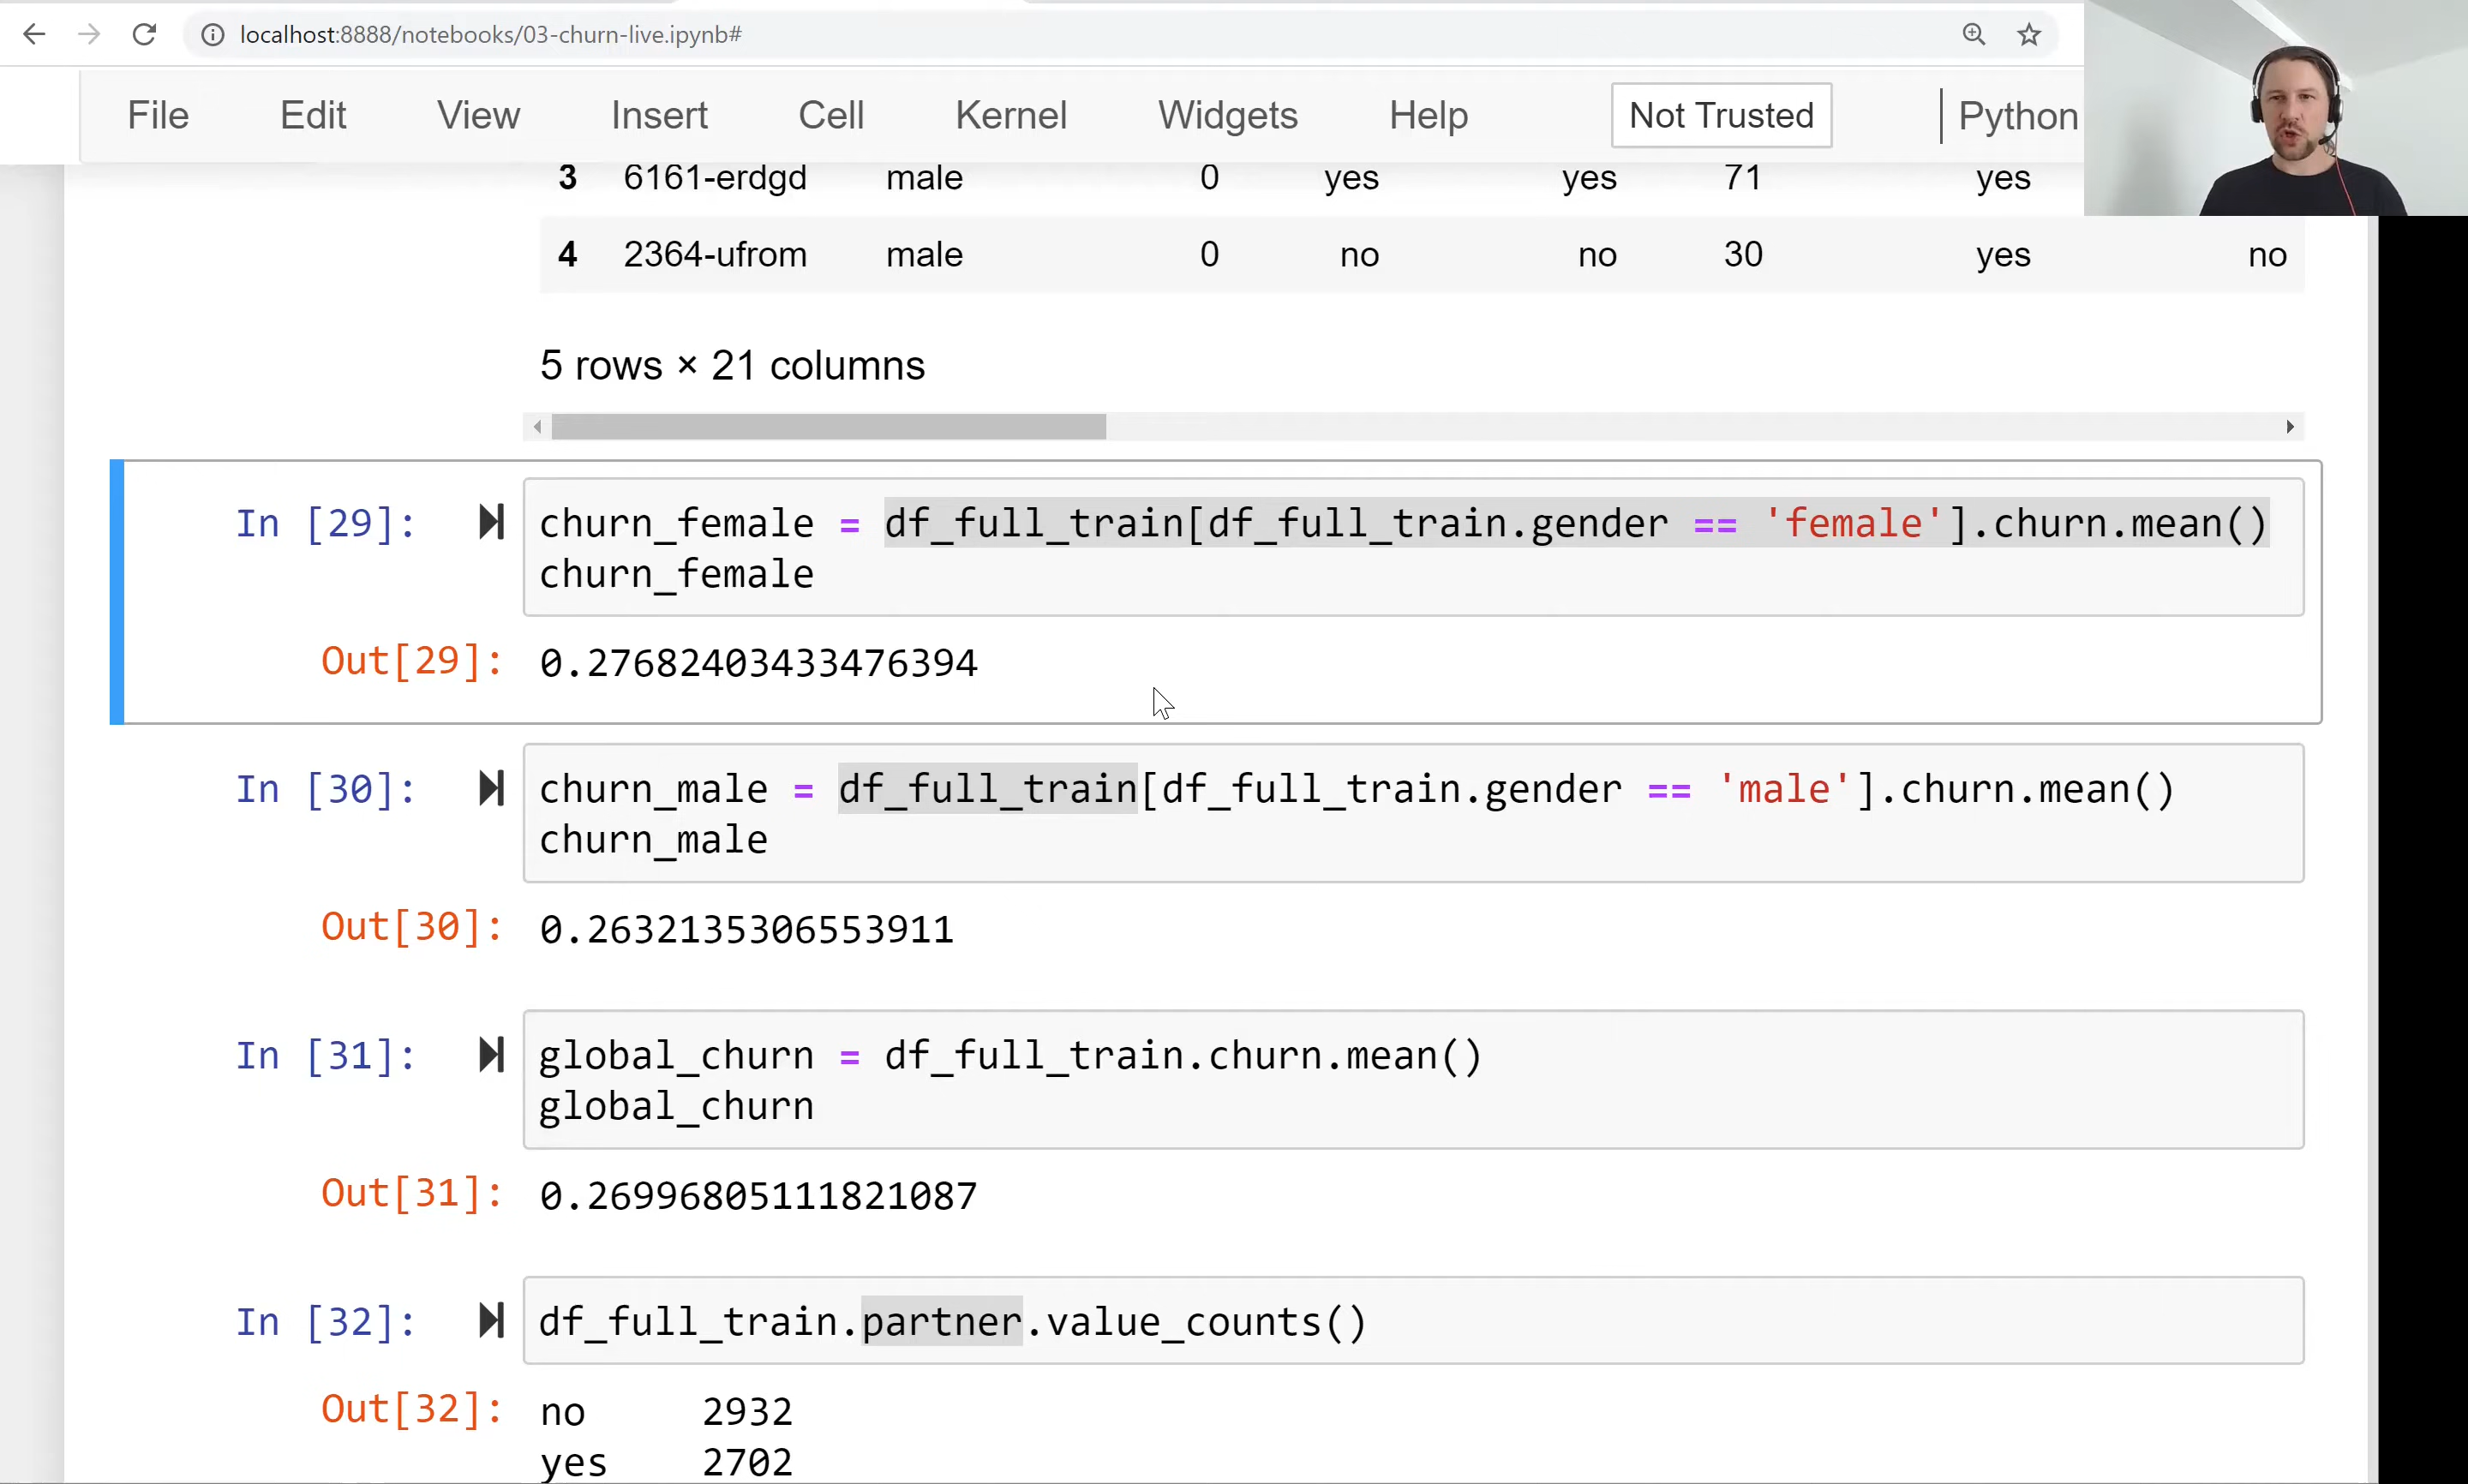 localhost:8888/notebooks/03-churn-live.ipynb#
File Edit View Insert Cell Kernel Widgets Help Not Trusted Python
3 6161-erdgd male 0 yes yes 71 yes
4 2364-ufrom male 0 no no 30 yes no
5 rows × 21 columns
In [29]: churn_female = df_full_train[df_full_train.gender == 'female'].churn.mean()
churn_female
Out[29]: 0.27682403433476394
In [30]: churn_male = df_full_train[df_full_train.gender == 'male'].churn.mean()
churn_male
Out[30]: 0.2632135306553911
In [31]: global_churn = df_full_train.churn.mean()
global_churn
Out[31]: 0.26996805111821087
In [32]: df_full_train.partner.value_counts()
Out[32]: no 2932
yes 2702